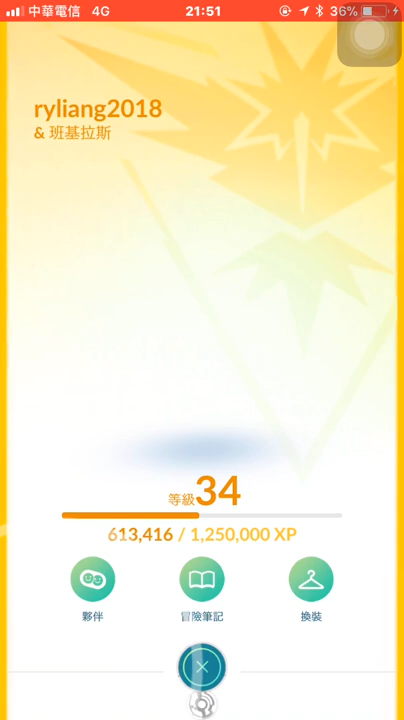 中華電信 4G 21:51 36%
ryliang2018
& 班基拉斯
等級34
613,416 / 1,250,000 XP
夥伴 冒險筆記 換裝